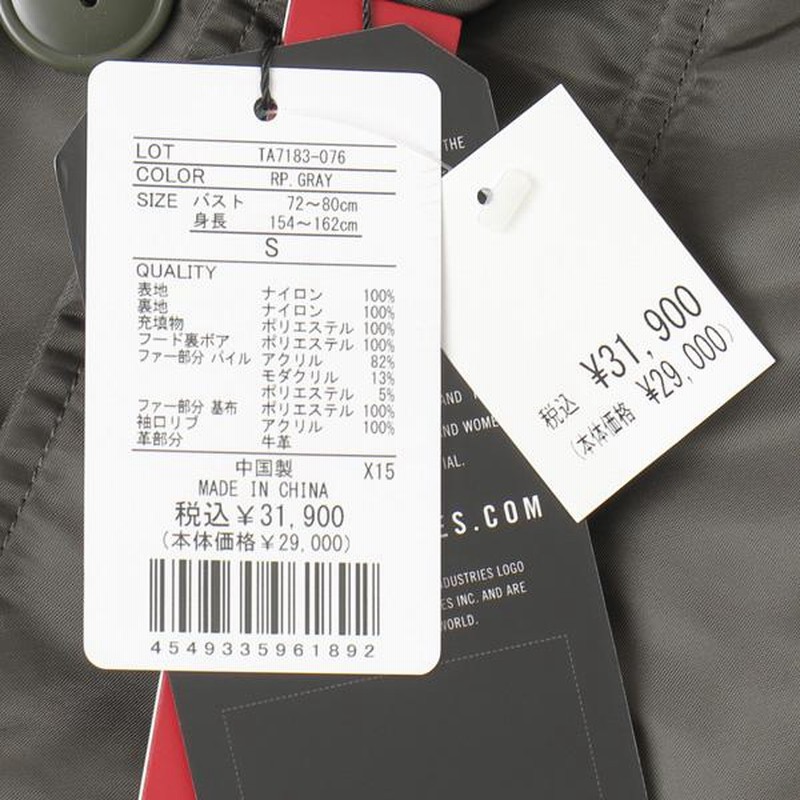 LOT TA7183-076
COLOR RP.GRAY
SIZE バスト 72～80cm
身長 154～162cm
S
QUALITY
表地 ナイロン 100%
裏地 ナイロン 100%
充填物 ポリエステル 100%
フード裏ボア ポリエステル 100%
ファー部分 パイル アクリル 82%
モダクリル 13%
ポリエステル 5%
ファー部分 基布 ポリエステル 100%
袖口リブ アクリル 100%
革部分 牛革
中国製 X15
MADE IN CHINA
税込￥31,900
(本体価格￥29,000)
4549335961892
税込 ￥31,900
(本体価格 ￥29,000)
THE
AND
AND WOME
IAL.
ES.COM
DUSTRIES LOGO
ES INC. AND ARE
WORLD.